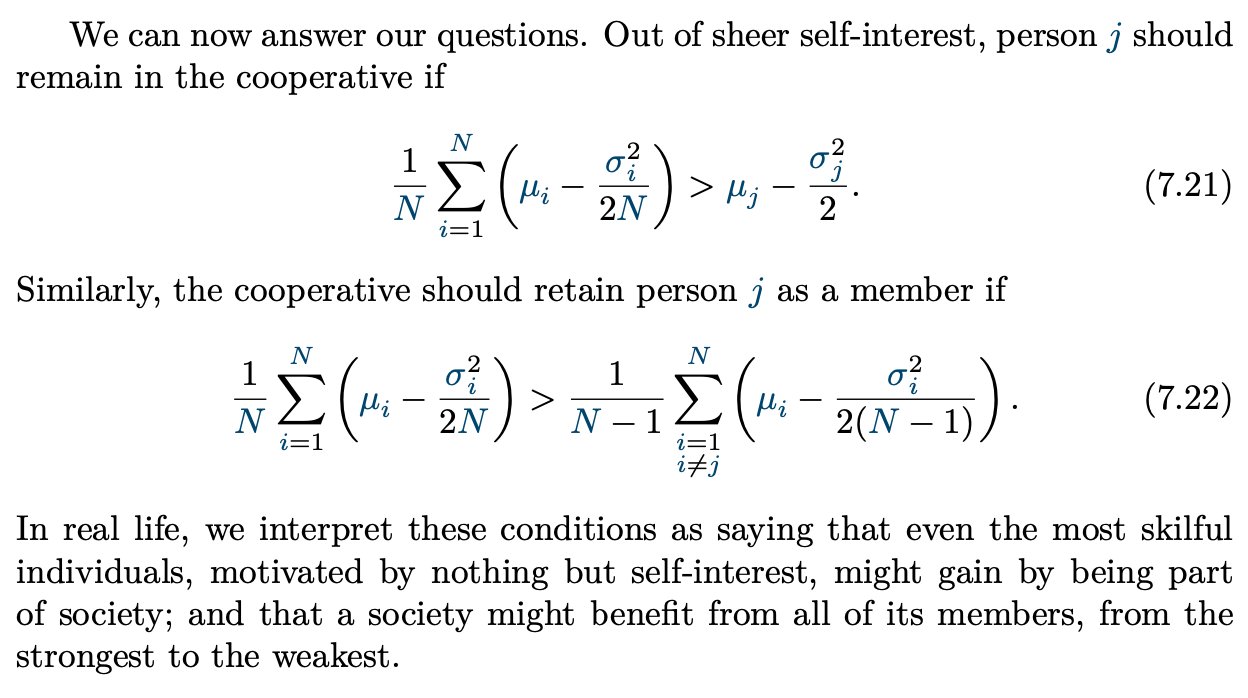 We can now answer our questions. Out of sheer self-interest, person j should
remain in the cooperative if
\frac{1}{N} \sum_{i=1}^{N} \left( \mu_i - \frac{\sigma_i^2}{2N} \right) > \mu_j - \frac{\sigma_j^2}{2}. (7.21)
Similarly, the cooperative should retain person j as a member if
\frac{1}{N} \sum_{i=1}^{N} \left( \mu_i - \frac{\sigma_i^2}{2N} \right) > \frac{1}{N-1} \sum_{\substack{i=1 \\ i \neq j}}^{N} \left( \mu_i - \frac{\sigma_i^2}{2(N-1)} \right). (7.22)
In real life, we interpret these conditions as saying that even the most skilful
individuals, motivated by nothing but self-interest, might gain by being part
of society; and that a society might benefit from all of its members, from the
strongest to the weakest.